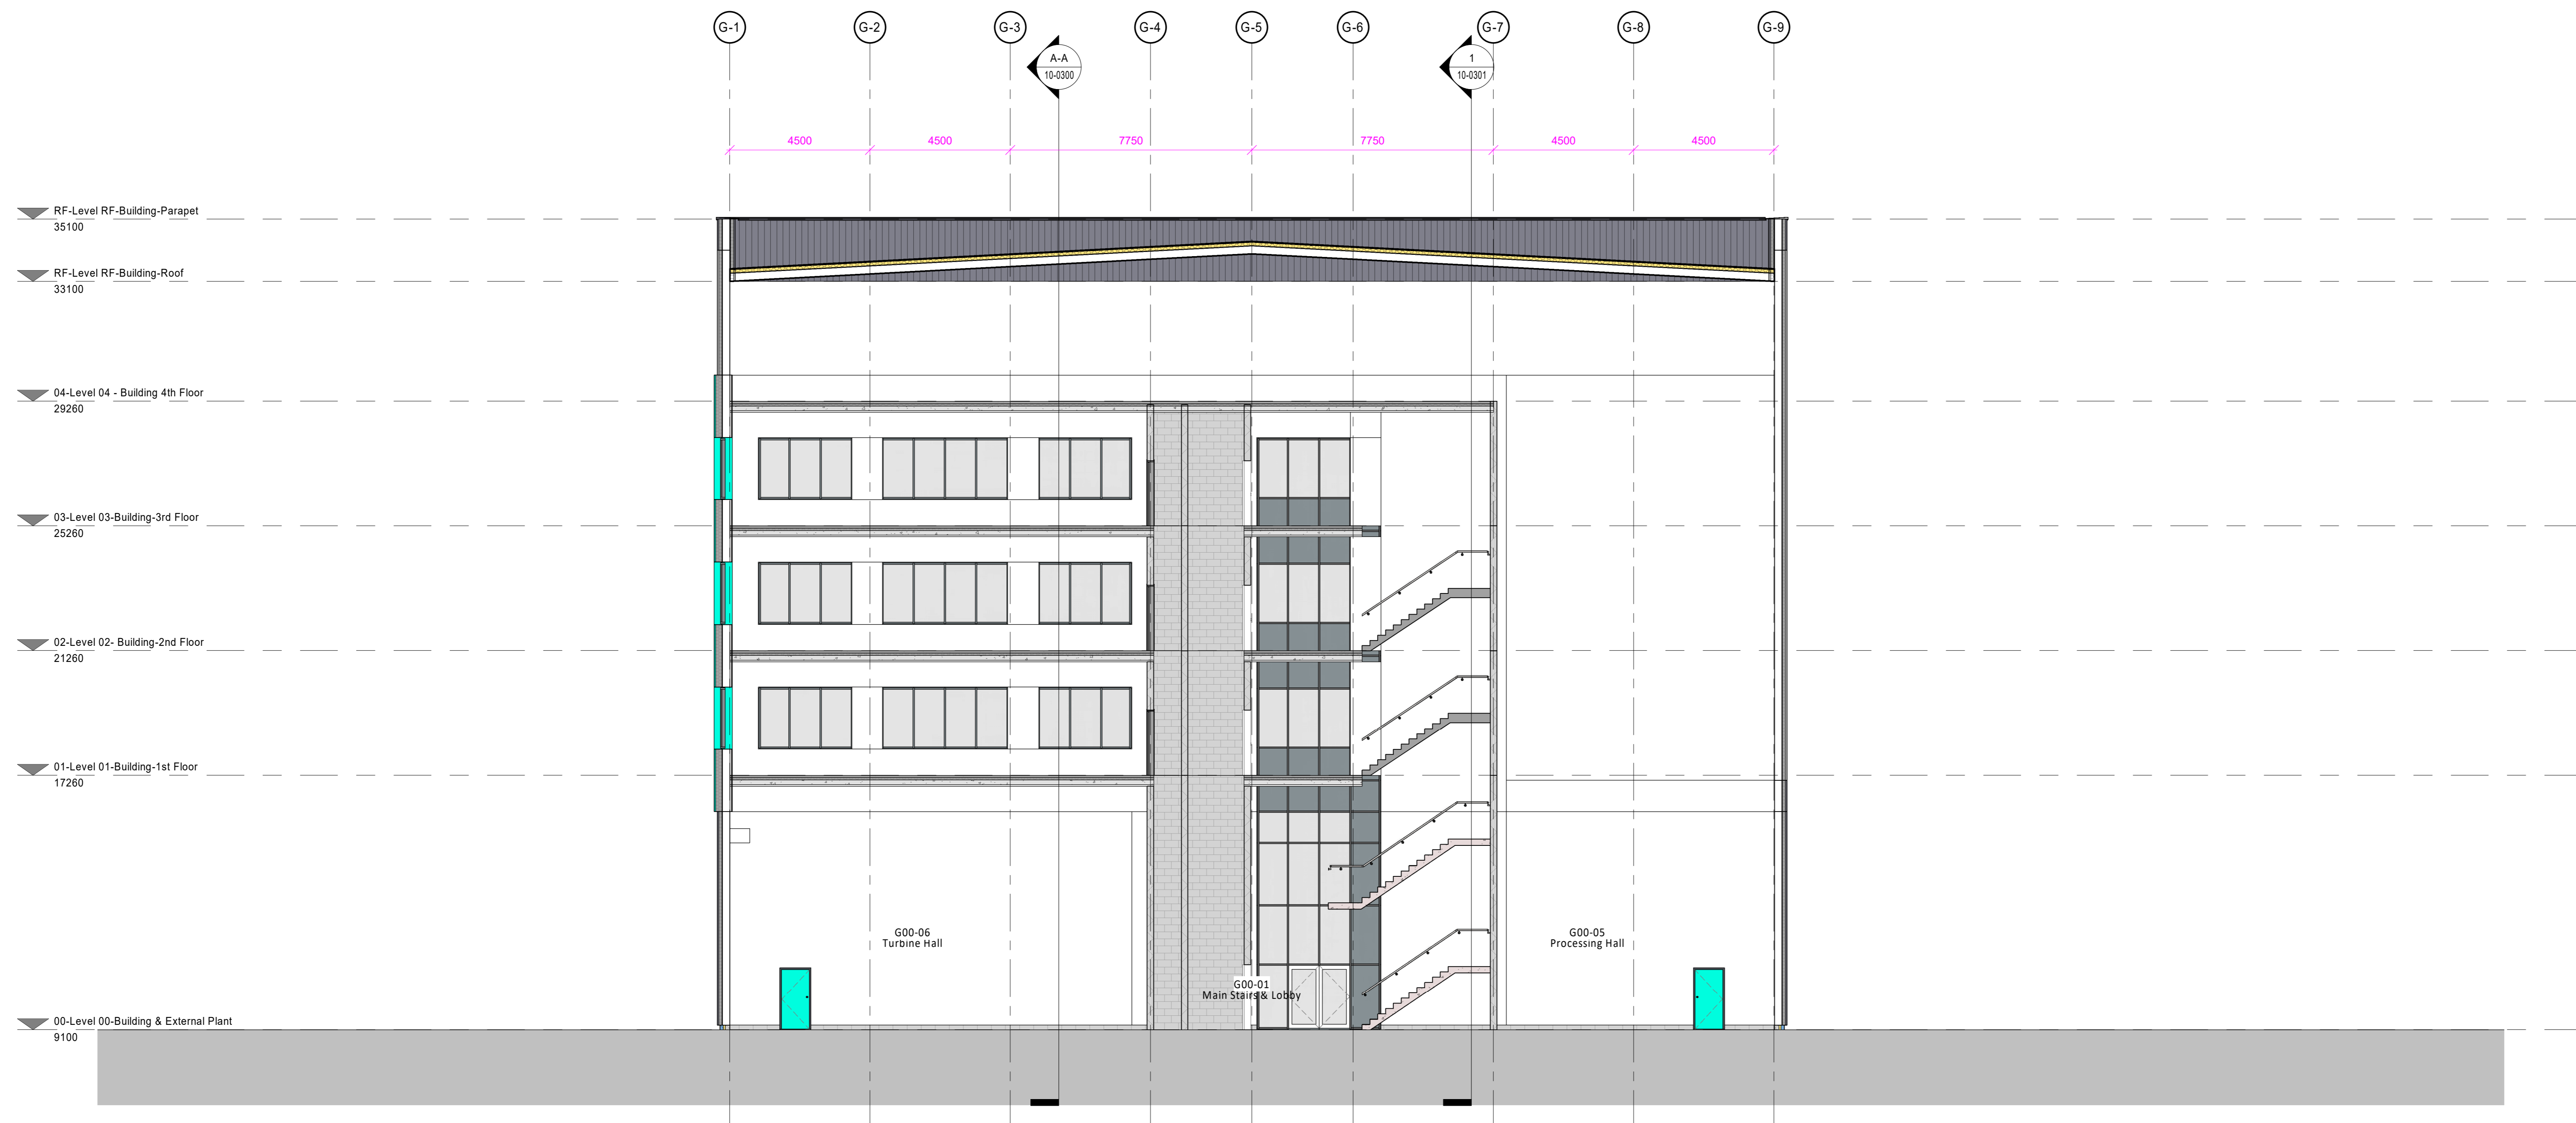 G-1 G-2 G-3 G-4 G-5 G-6 G-7 G-8 G-9
A-A
10-0300
1
10-0301
4500 4500 7750 7750 4500 4500
RF-Level RF-Building-Parapet
35100
RF-Level RF-Building-Roof
33100
04-Level 04 - Building 4th Floor
29260
03-Level 03-Building-3rd Floor
25260
02-Level 02- Building-2nd Floor
21260
01-Level 01-Building-1st Floor
17260
G00-06
Turbine Hall
G00-05
Processing Hall
G00-01
Main Stairs & Lobby
00-Level 00-Building & External Plant
9100